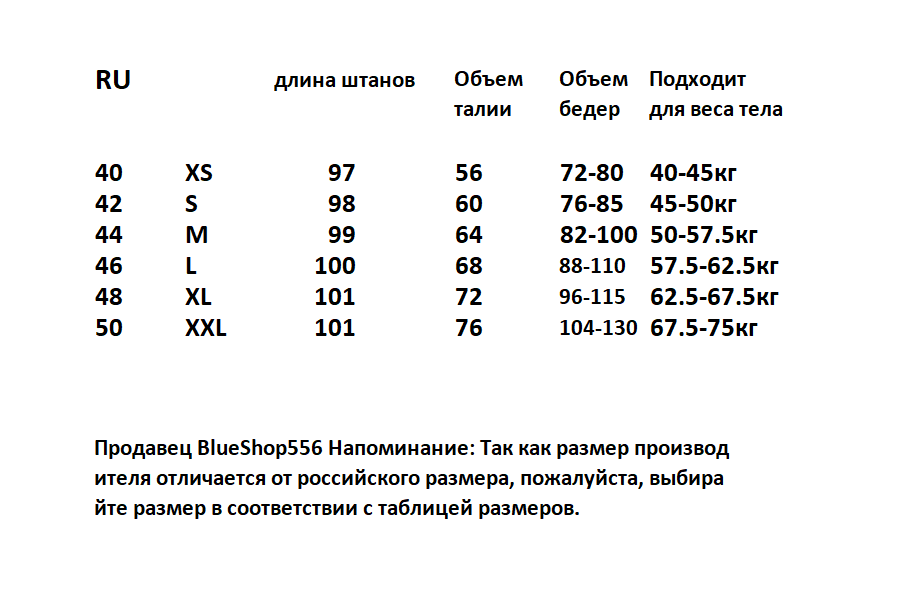 RU длина штанов Объем Объем Подходит
талии бедер для веса тела
40 XS 97 56 72-80 40-45кг
42 S 98 60 76-85 45-50кг
44 M 99 64 82-100 50-57.5кг
46 L 100 68 88-110 57.5-62.5кг
48 XL 101 72 96-115 62.5-67.5кг
50 XXL 101 76 104-130 67.5-75кг
Продавец BlueShop556 Напоминание: Так как размер производ
ителя отличается от российского размера, пожалуйста, выбира
йте размер в соответствии с таблицей размеров.